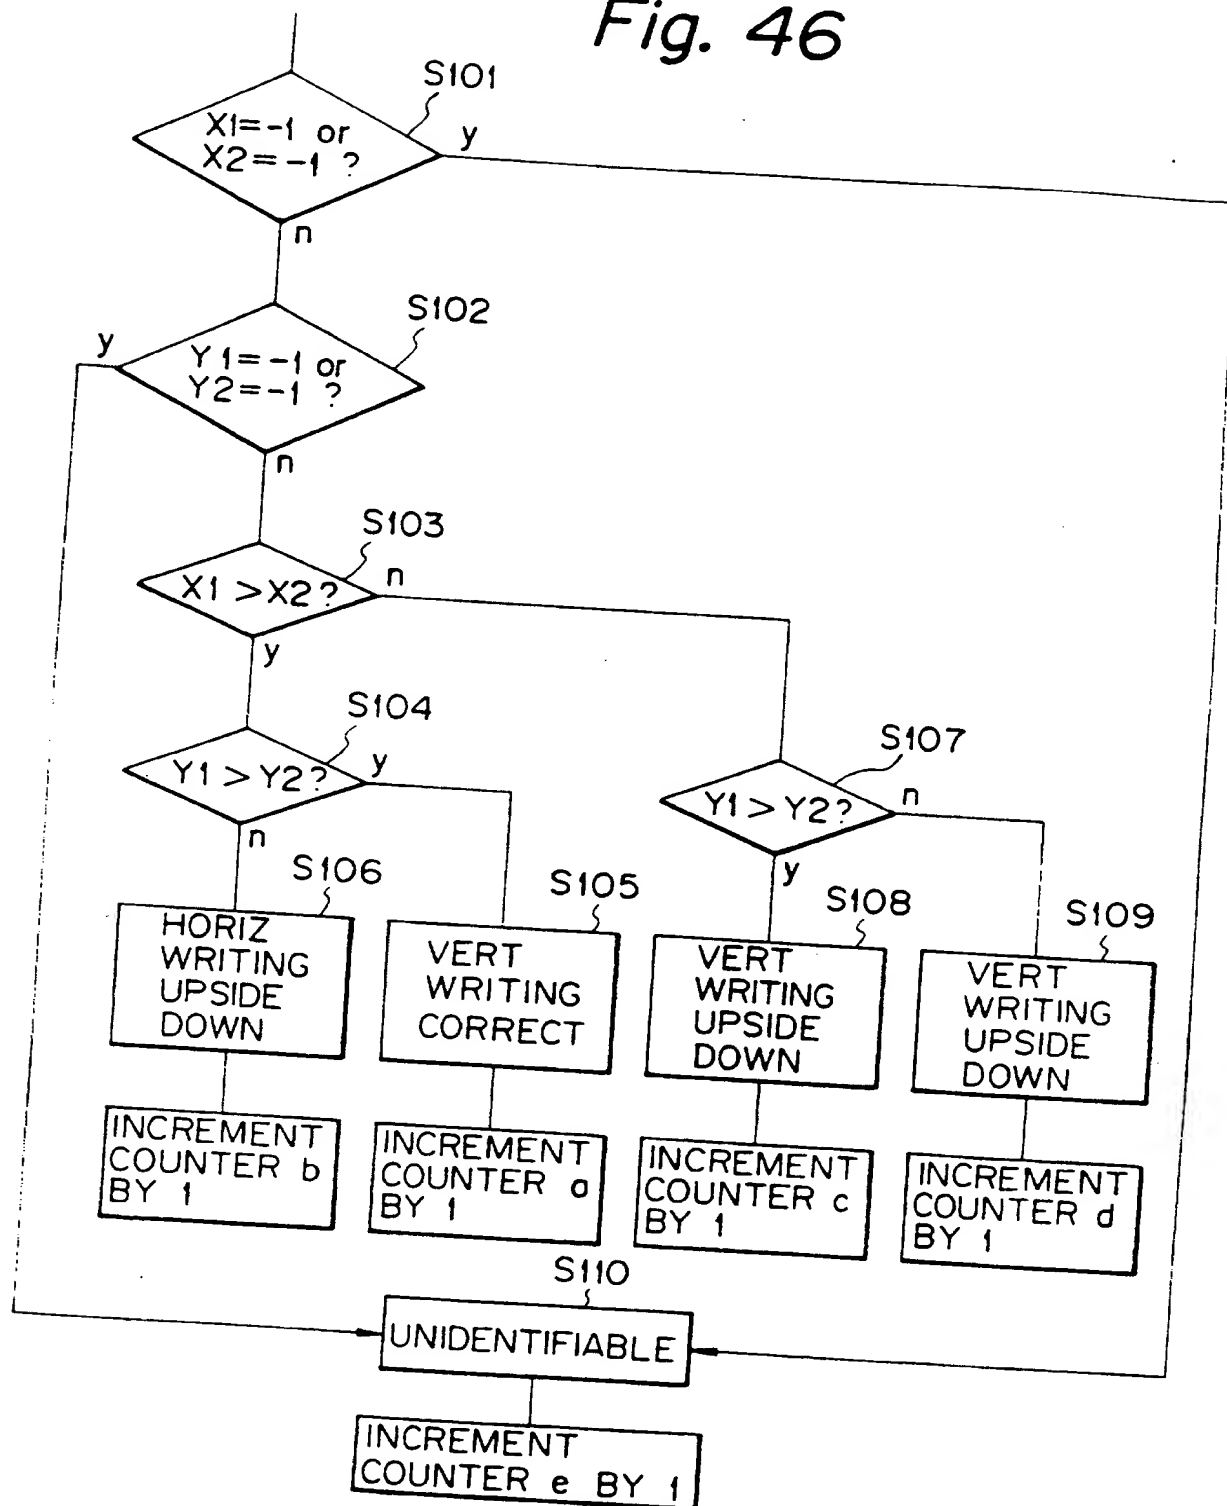 Fig. 46
S101
X1=-1 or
X2=-1 ?
y
n
S102
y
Y1=-1 or
Y2=-1 ?
n
S103
X1 >X2?
n
y
S104
Y1 > Y2?
y
n
S107
Y1 > Y2?
n
y
S106
HORIZ
WRITING
UPSIDE
DOWN
S105
VERT
WRITING
CORRECT
S108
VERT
WRITING
UPSIDE
DOWN
S109
VERT
WRITING
UPSIDE
DOWN
INCREMENT
COUNTER b
BY 1
INCREMENT
COUNTER a
BY 1
INCREMENT
COUNTER c
BY 1
INCREMENT
COUNTER d
BY 1
S110
UNIDENTIFIABLE
INCREMENT
COUNTER e BY 1